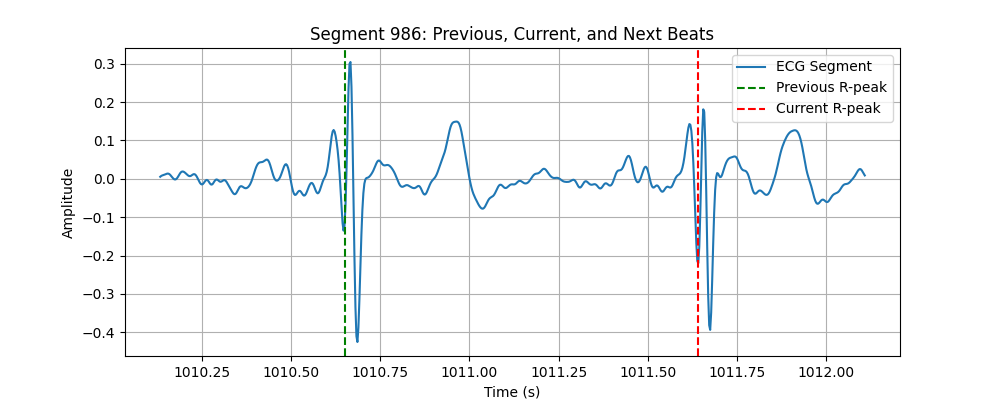 Segment 986: Previous, Current, and Next Beats
ECG Segment
Previous R-peak
Current R-peak
Amplitude
0.3
0.2
0.1
0.0
−0.1
−0.2
−0.3
−0.4
1010.25 1010.50 1010.75 1011.00 1011.25 1011.50 1011.75 1012.00
Time (s)